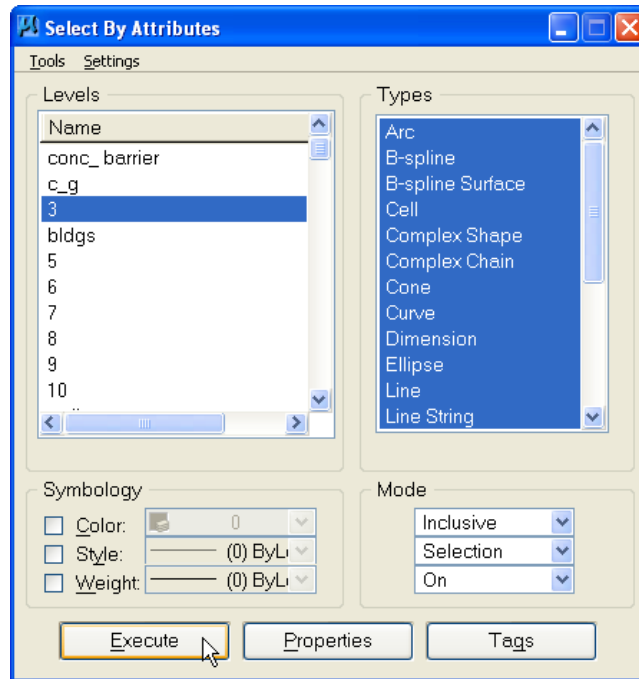 Select By Attributes
Tools Settings
Levels
Name
conc_ barrier
c_g
3
bldgs
5
6
7
8
9
10
Types
Arc
B-spline
B-spline Surface
Cell
Complex Shape
Complex Chain
Cone
Curve
Dimension
Ellipse
Line
Line String
Symbology
Color: 0
Style: (0) ByL
Weight: (0) ByL
Mode
Inclusive
Selection
On
Execute Properties Tags